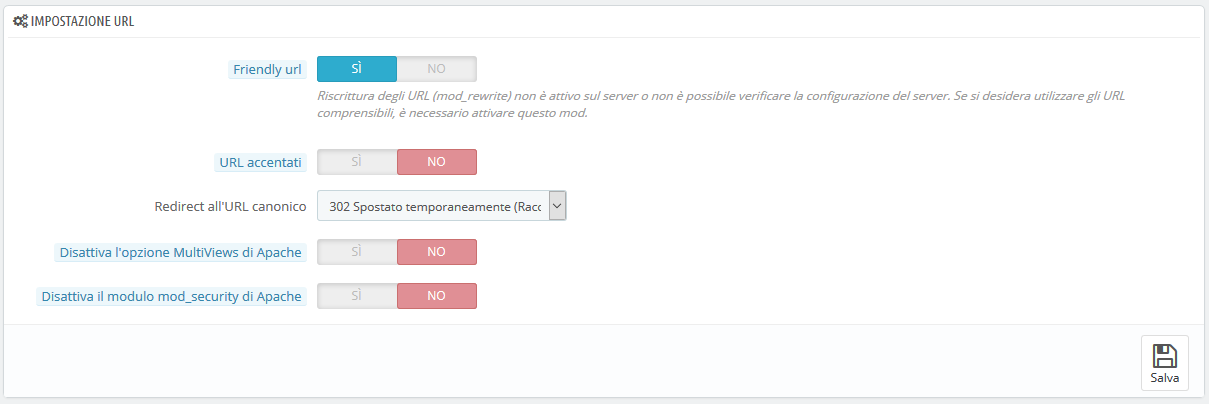 IMPOSTAZIONE URL
Friendly url
SÌ NO
Riscrittura degli URL (mod_rewrite) non è attivo sul server o non è possibile verificare la configurazione del server. Se si desidera utilizzare gli URL
comprensibili, è necessario attivare questo mod.
URL accentati
SÌ NO
Redirect all'URL canonico
302 Spostato temporaneamente (Racc
Disattiva l'opzione MultiViews di Apache
SÌ NO
Disattiva il modulo mod_security di Apache
SÌ NO
Salva